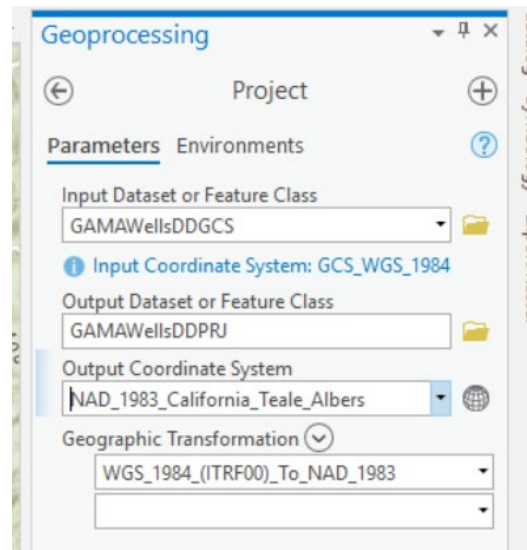 Geoprocessing
Project
Parameters Environments
Input Dataset or Feature Class
GAMAWellsDDGCS
Input Coordinate System: GCS_WGS_1984
Output Dataset or Feature Class
GAMAWellsDDPRJ
Output Coordinate System
NAD_1983_California_Teale_Albers
Geographic Transformation
WGS_1984_(ITRF00)_To_NAD_1983